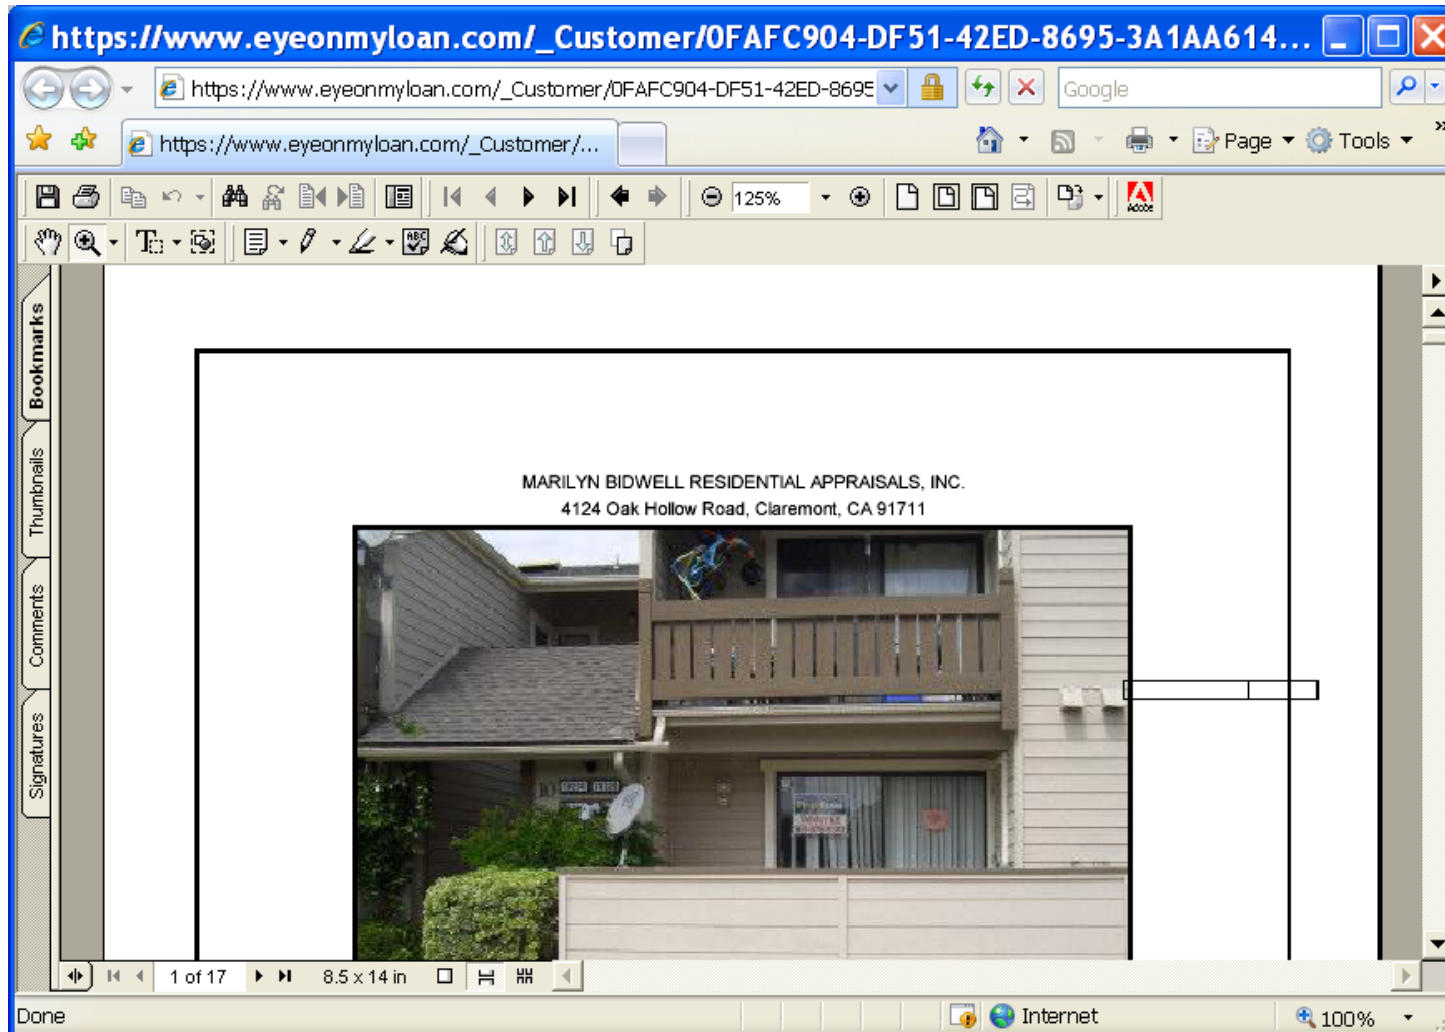 https://www.eyeonmyloan.com/_Customer/0FAFC904-DF51-42ED-8695-3A1AA614...
https://www.eyeonmyloan.com/_Customer/0FAFC904-DF51-42ED-8695
Google
https://www.eyeonmyloan.com/_Customer/...
Page
Tools
125%
Adobe
ABC
Bookmarks
Thumbnails
Comments
Signatures
MARILYN BIDWELL RESIDENTIAL APPRAISALS, INC.
4124 Oak Hollow Road, Claremont, CA 91711
1 of 17
8.5 x 14 in
Done
Internet
100%